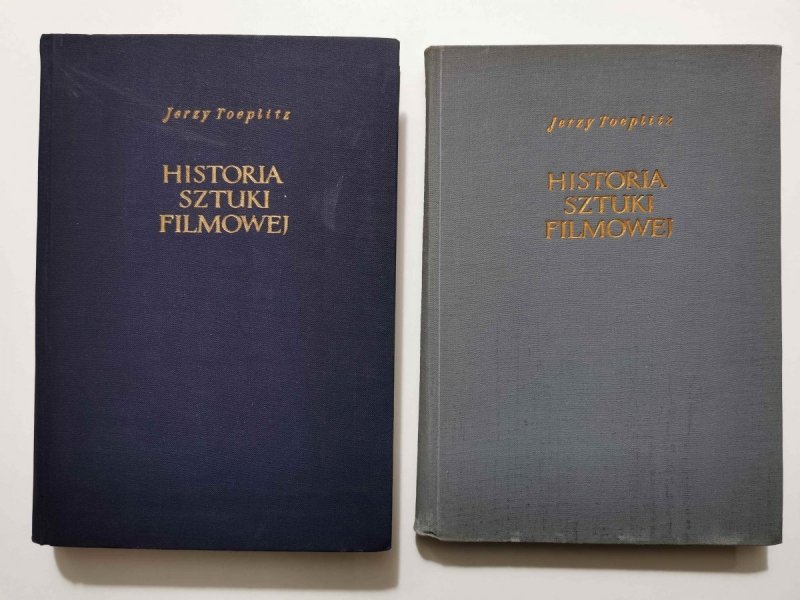 Jerzy Toeplitz
HISTORIA
SZTUKI
FILMOWEJ
Jerzy Toeplitz
HISTORIA
SZTUKI
FILMOWEJ